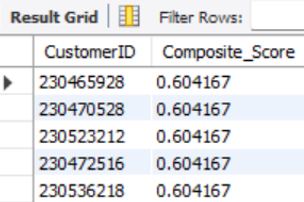 Result Grid Filter Rows:
CustomerID Composite_Score
230465928 0.604167
230470528 0.604167
230523212 0.604167
230472516 0.604167
230536218 0.604167